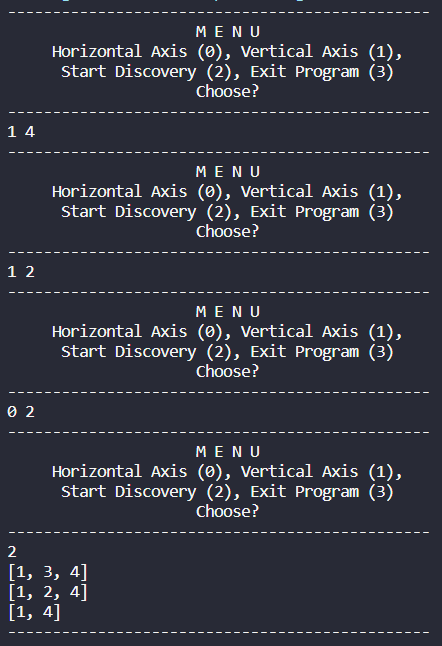 -----------------------------------------------
M E N U
Horizontal Axis (0), Vertical Axis (1),
Start Discovery (2), Exit Program (3)
Choose?
-----------------------------------------------
1 4
-----------------------------------------------
M E N U
Horizontal Axis (0), Vertical Axis (1),
Start Discovery (2), Exit Program (3)
Choose?
-----------------------------------------------
1 2
-----------------------------------------------
M E N U
Horizontal Axis (0), Vertical Axis (1),
Start Discovery (2), Exit Program (3)
Choose?
-----------------------------------------------
0 2
-----------------------------------------------
M E N U
Horizontal Axis (0), Vertical Axis (1),
Start Discovery (2), Exit Program (3)
Choose?
-----------------------------------------------
2
[1, 3, 4]
[1, 2, 4]
[1, 4]
-----------------------------------------------